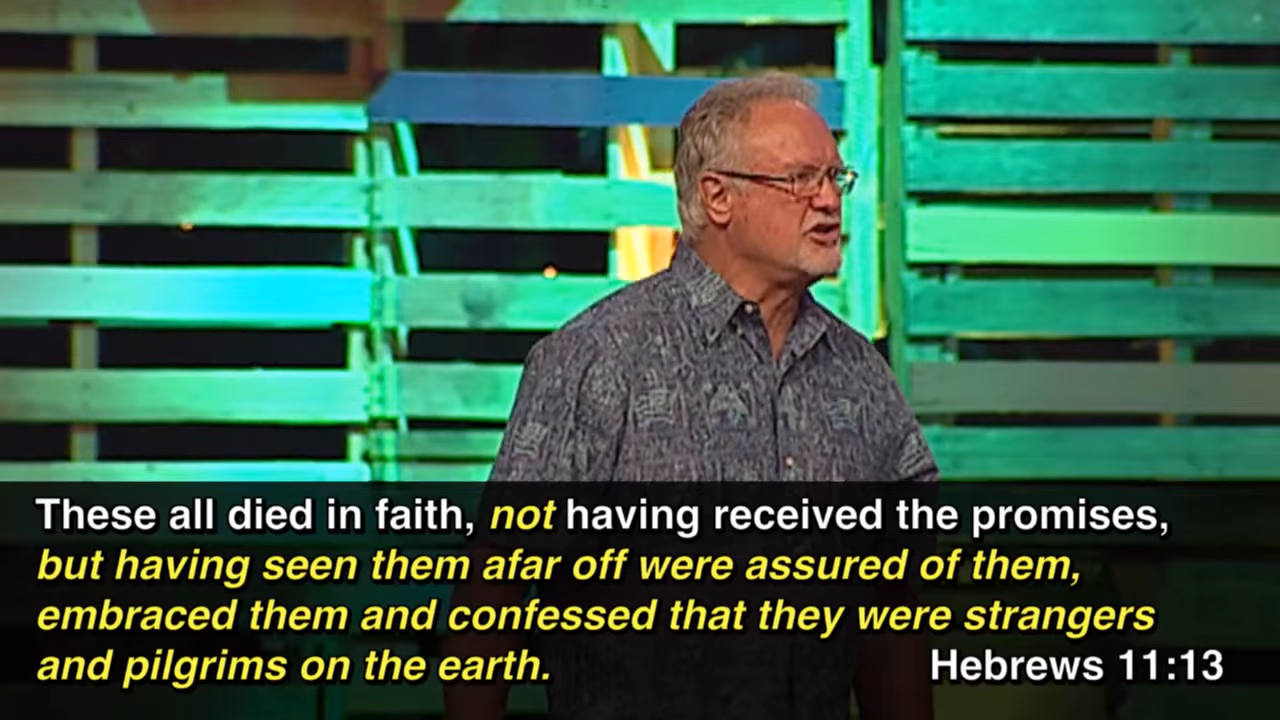 These all died in faith, not having received the promises,
but having seen them afar off were assured of them,
embraced them and confessed that they were strangers
and pilgrims on the earth.
Hebrews 11:13